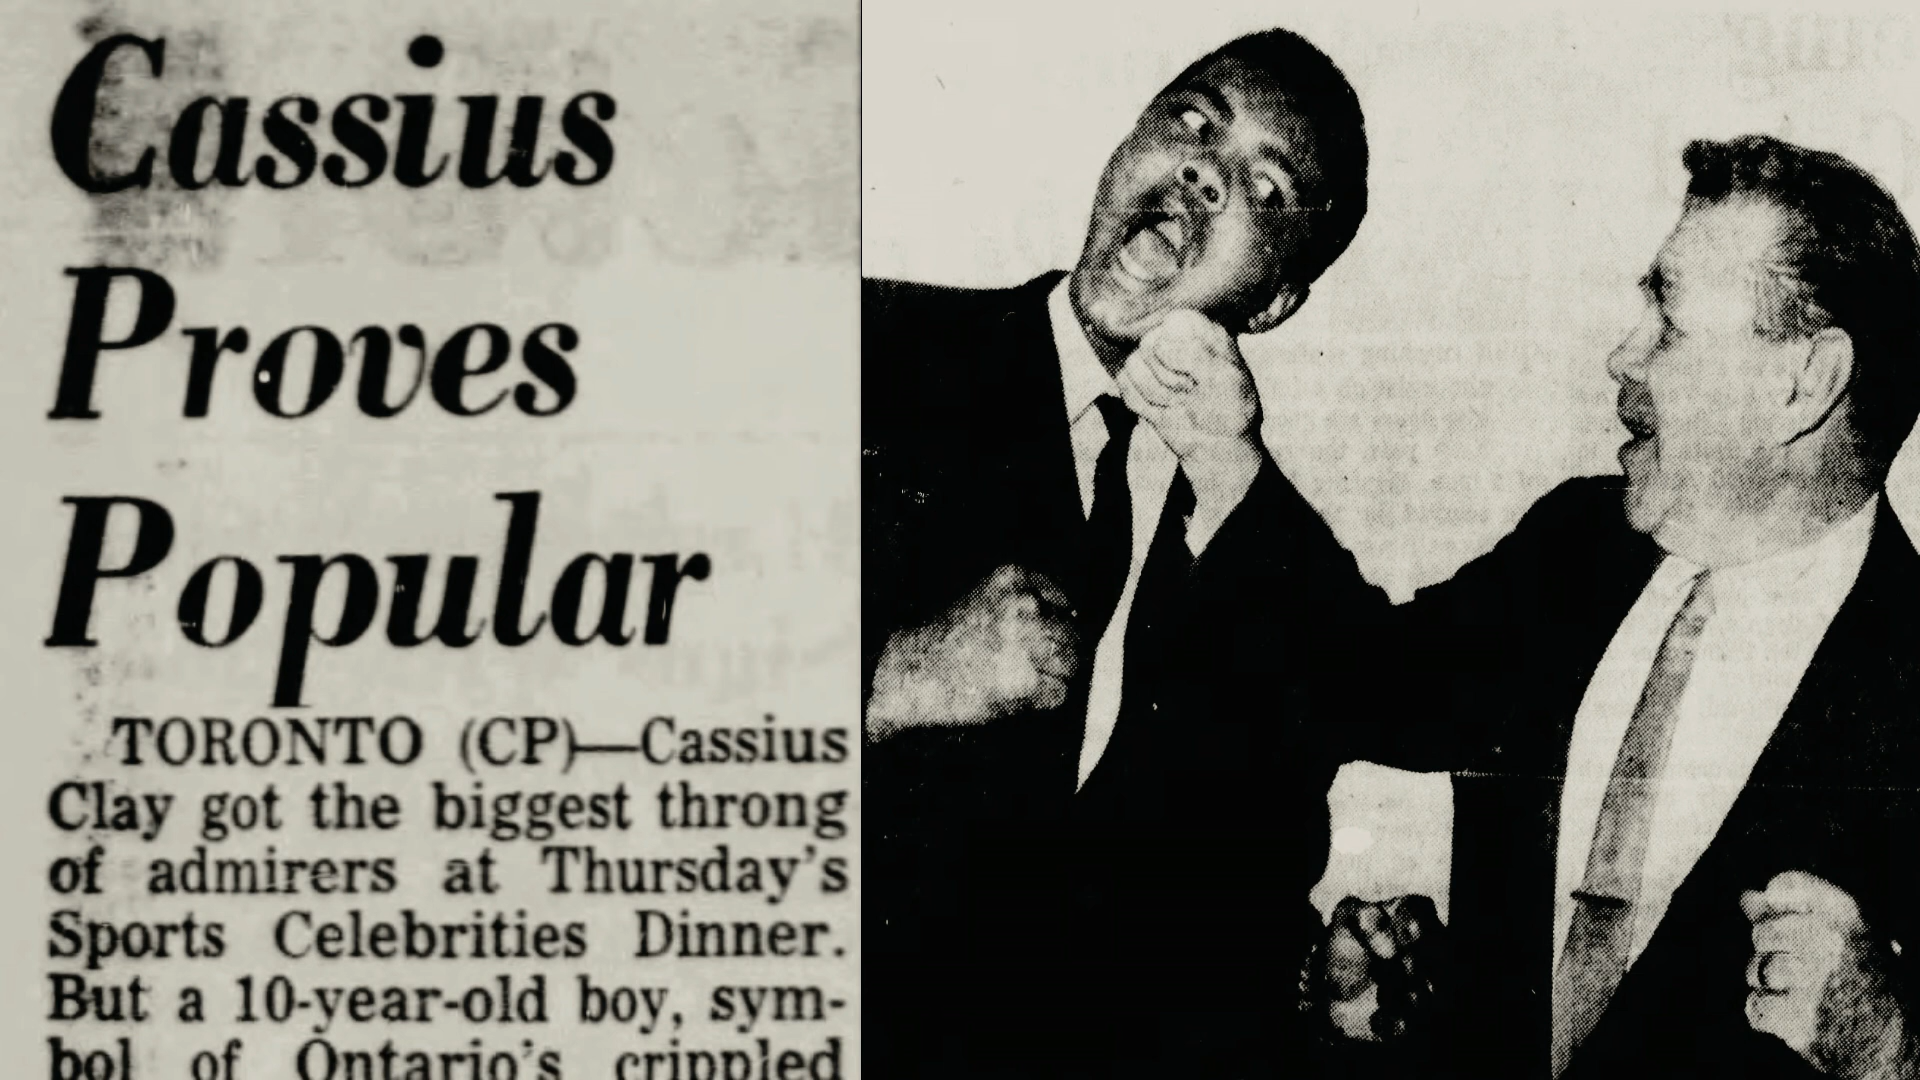 Cassius
Proves
Popular
TORONTO (CP)—Cassius
Clay got the biggest throng
of admirers at Thursday's
Sports Celebrities Dinner.
But a 10-year-old boy, sym-
bol of Ontario's crippled